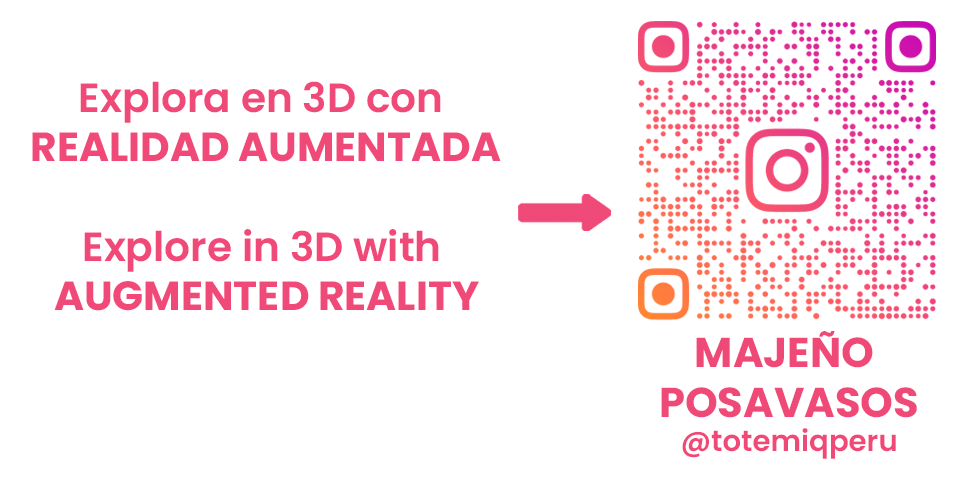 Explora en 3D con
REALIDAD AUMENTADA
Explore in 3D with
AUGMENTED REALITY
MAJEÑO
POSAVASOS
@totemiqperu